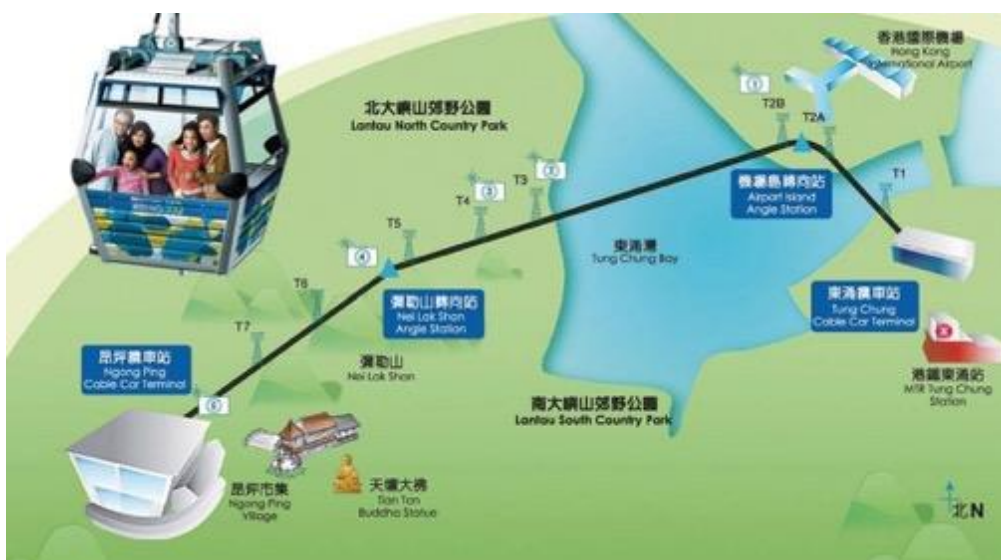 香港國際機場
Hong Kong
International Airport
北大嶼山郊野公園
Lantau North Country Park
T2B
T2A
T3
T1
T4
機場島轉向站
Airport Island
Angle Station
T5
東涌灣
Tung Chung Bay
T6
彌勒山轉向站
Nei Lak Shan
Angle Station
東涌纜車站
Tung Chung
Cable Car Terminal
T7
昂坪纜車站
Ngong Ping
Cable Car Terminal
彌勒山
Nei Lak Shan
港鐵東涌站
MTR Tung Chung
Station
南大嶼山郊野公園
Lantau South Country Park
昂坪市集
Ngong Ping
Village
天壇大佛
Tian Tan
Buddha Statue
北N